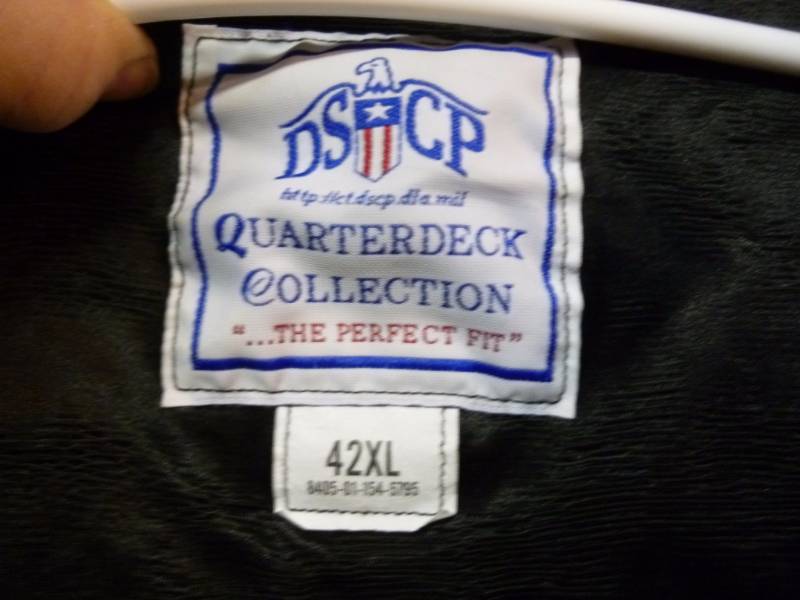 DSCP
http://ct.dscp.dla.mil
QUARTERDECK
COLLECTION
"...THE PERFECT FIT"
42XL
8405-01-154-5795